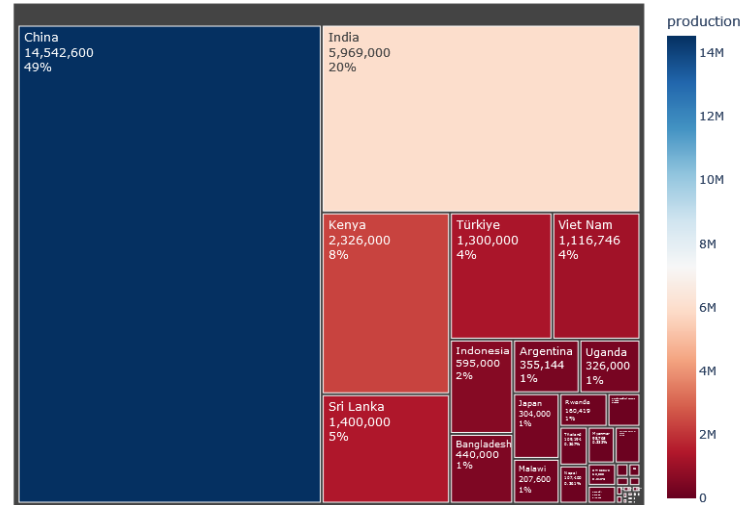 production
China
14,542,600
49%
India
5,969,000
20%
Kenya
2,326,000
8%
Türkiye
1,300,000
4%
Viet Nam
1,116,746
4%
Sri Lanka
1,400,000
5%
Indonesia
595,000
2%
Argentina
355,144
1%
Uganda
326,000
1%
Bangladesh
440,000
1%
Japan
304,000
1%
Rwanda
160,419
1%
Malawi
207,600
1%
Thailand
Myanmar
Nepal
14M
12M
10M
8M
6M
4M
2M
0